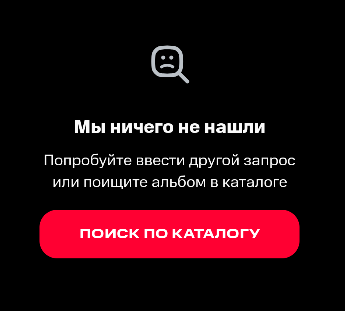 Мы ничего не нашли
Попробуйте ввести другой запрос
или поищите альбом в каталоге
ПОИСК ПО КАТАЛОГУ